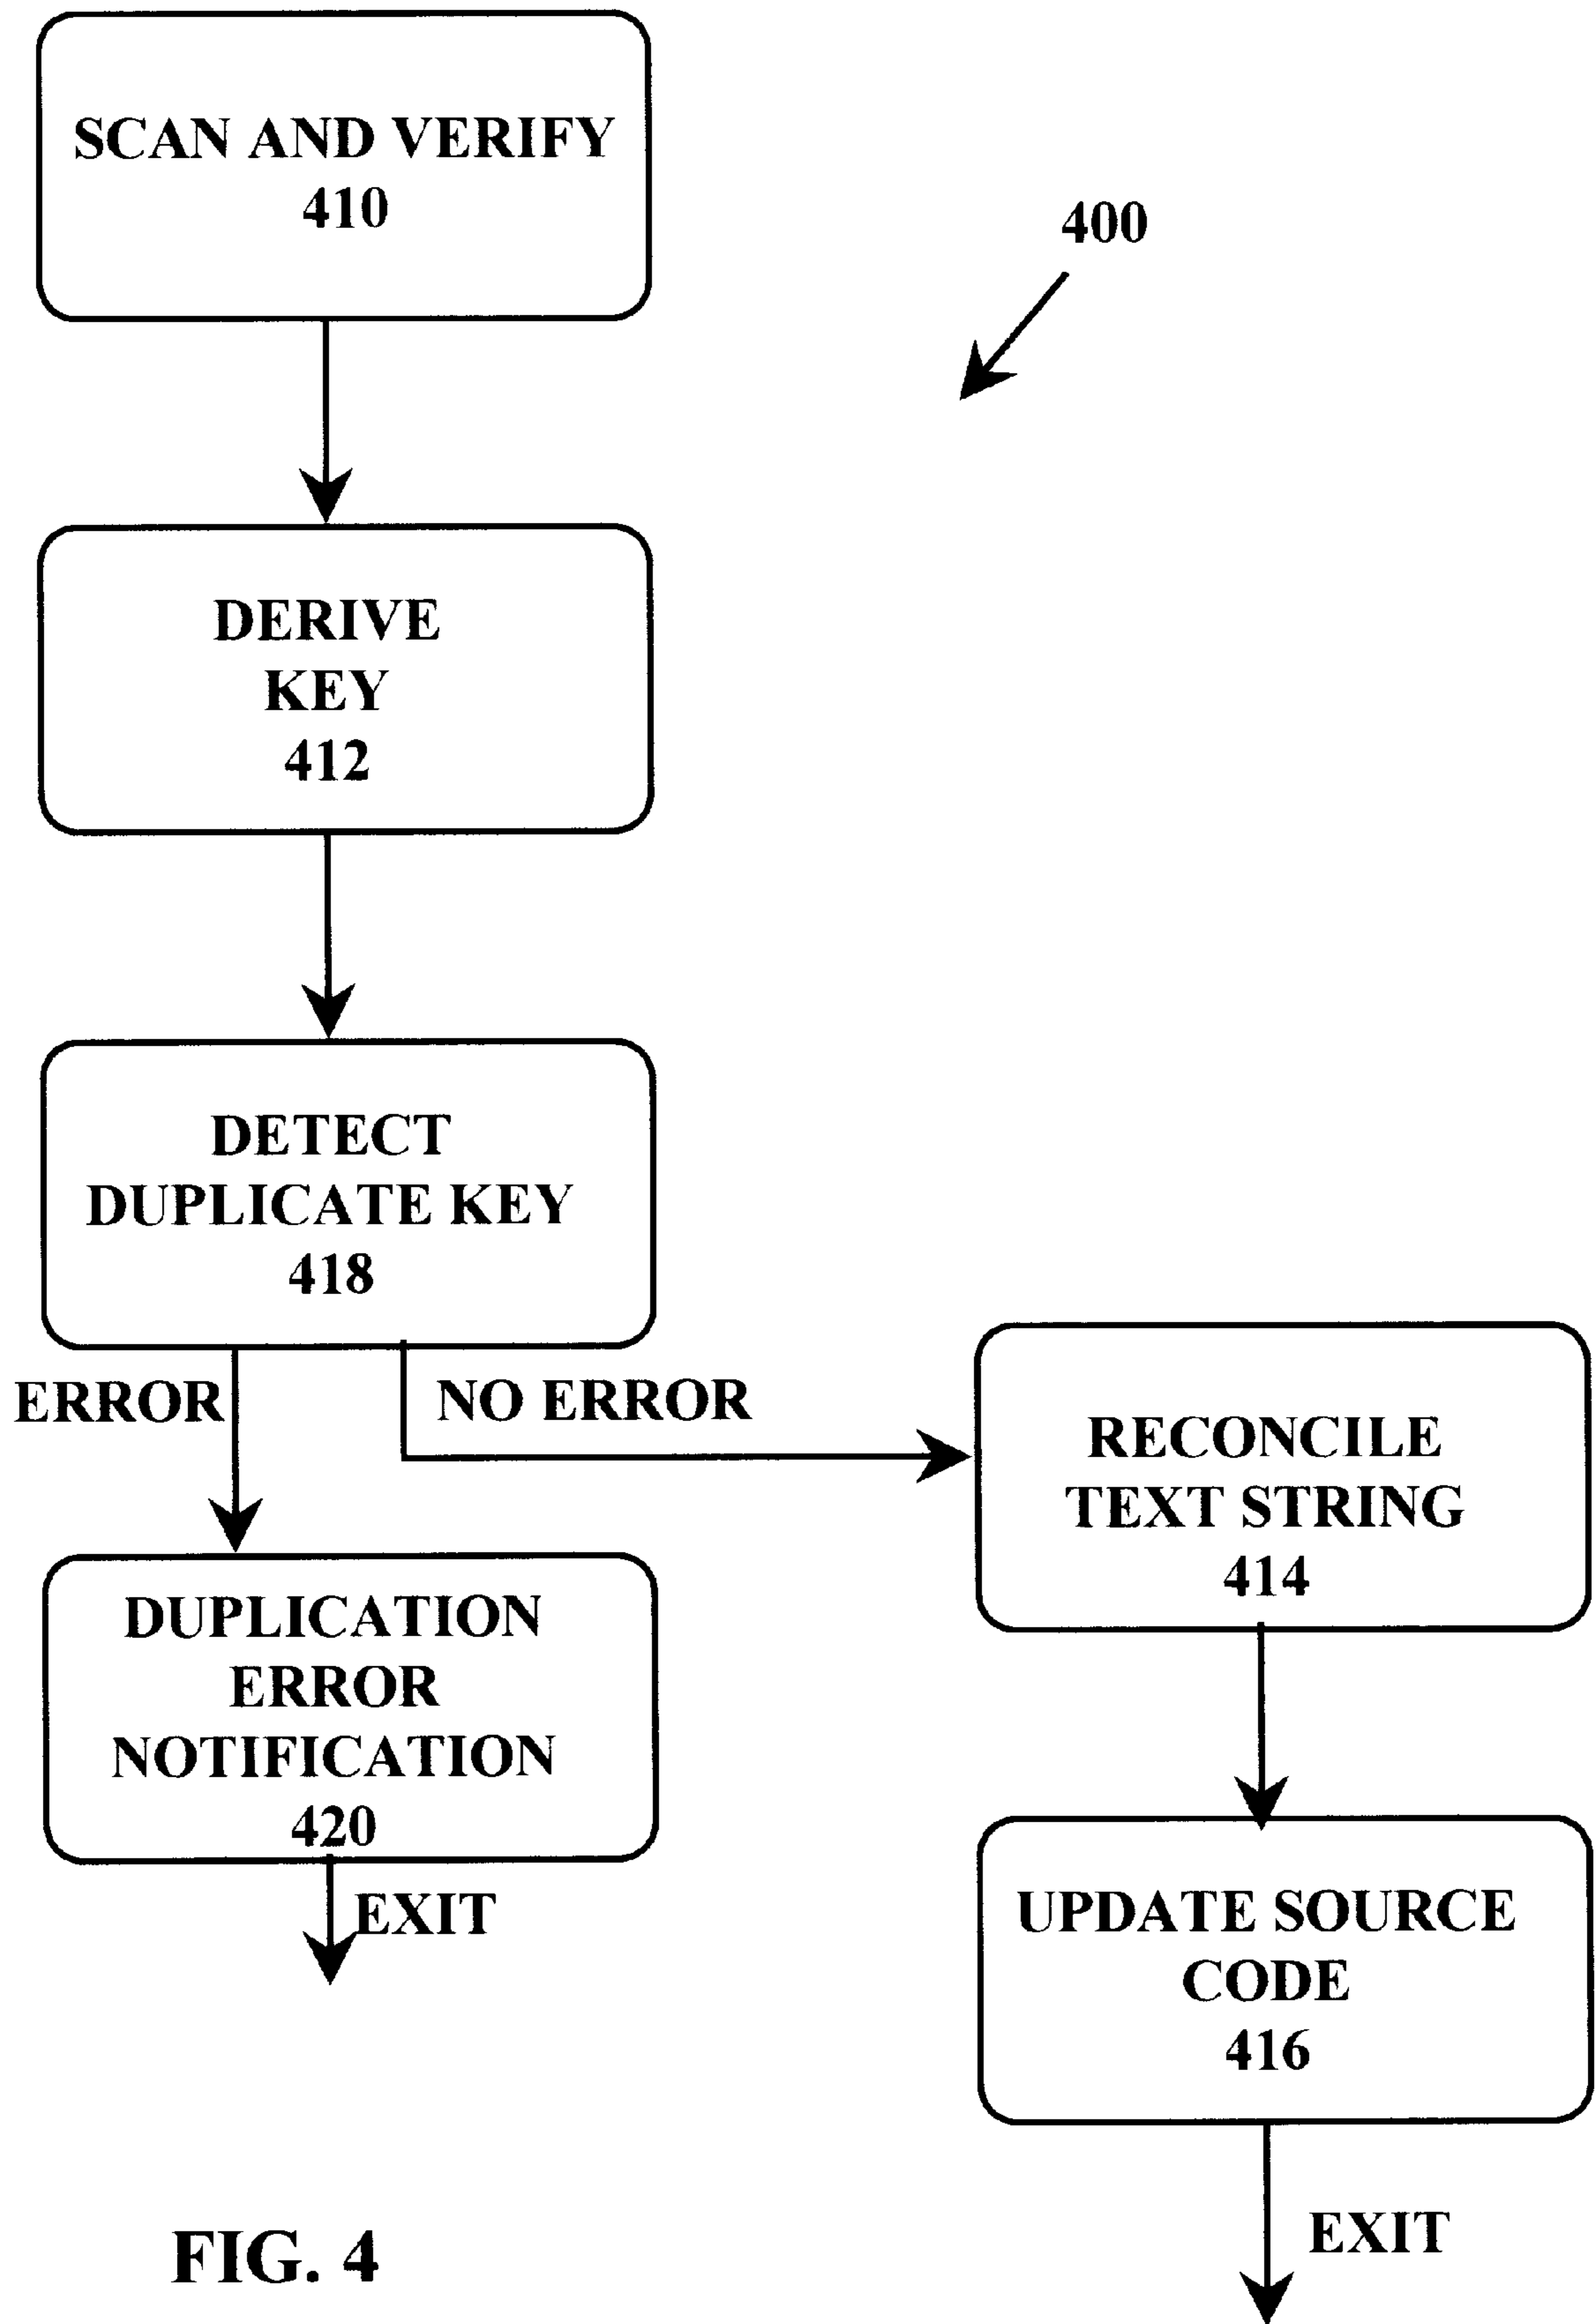 SCAN AND VERIFY
410
400
DERIVE
KEY
412
DETECT
DUPLICATE KEY
418
ERROR
NO ERROR
RECONCILE
TEXT STRING
414
DUPLICATION
ERROR
NOTIFICATION
420
EXIT
UPDATE SOURCE
CODE
416
EXIT
FIG. 4